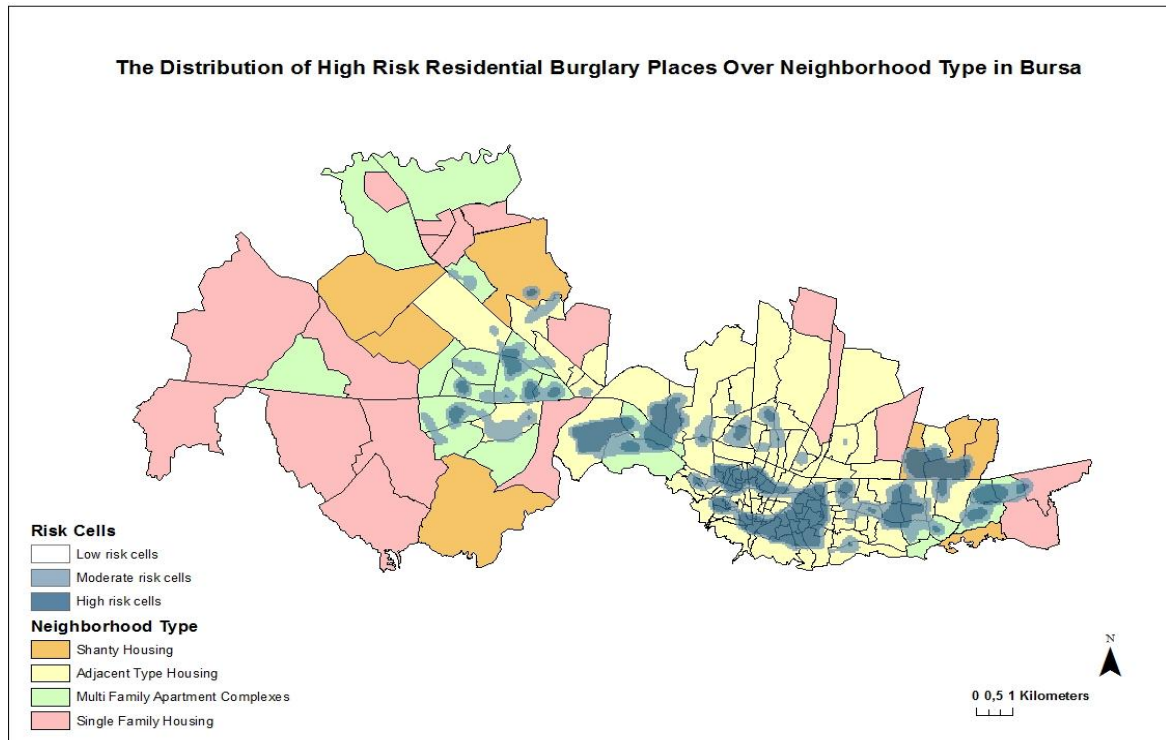 The Distribution of High Risk Residential Burglary Places Over Neighborhood Type in Bursa
Risk Cells
Low risk cells
Moderate risk cells
High risk cells
Neighborhood Type
Shanty Housing
Adjacent Type Housing
Multi Family Apartment Complexes
Single Family Housing
N
0 0,5 1 Kilometers